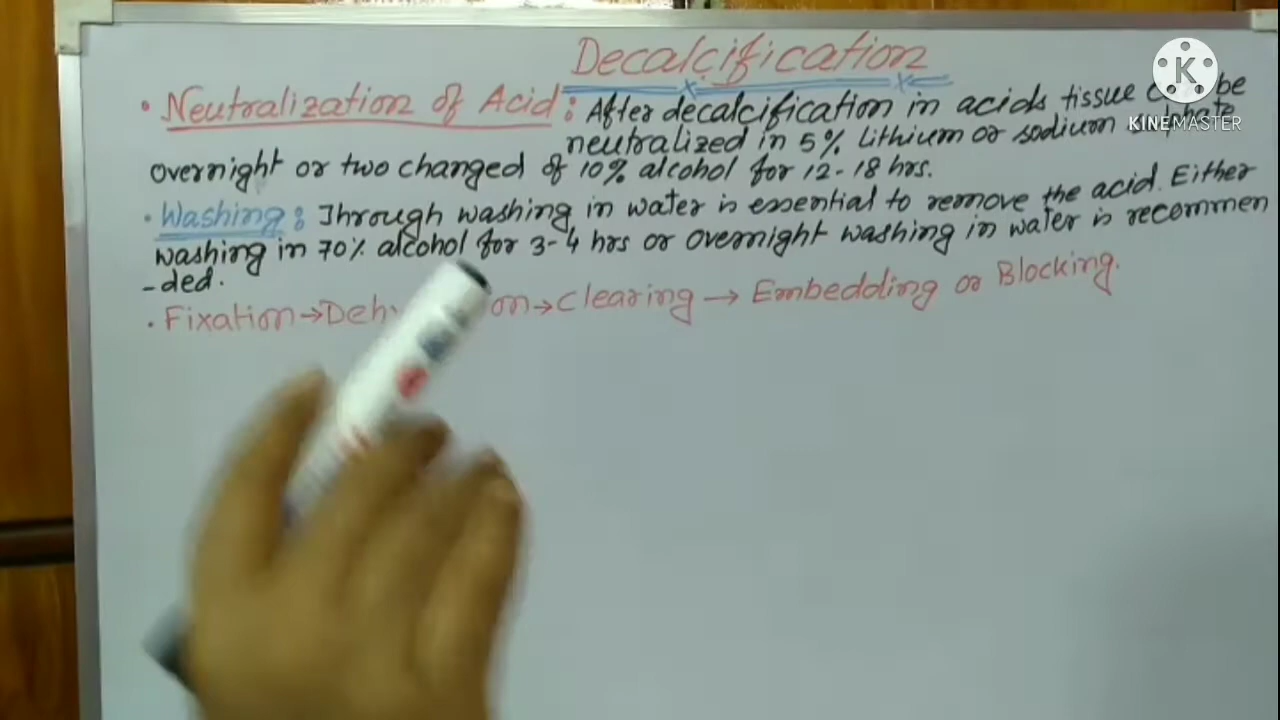 Decalcification
• Neutralization of Acid: After decalcification in acids tissue be
neutralized in 5% Lithium or sodium
overnight or two changed of 10% alcohol for 12-18 hrs.
• Washing: Through washing in water is essential to remove the acid. Either
washing in 70% alcohol for 3-4 hrs or overnight washing in water is recommen
-ded.
• Fixation → Deh on → Clearing → Embedding or Blocking.
K
KINEMASTER